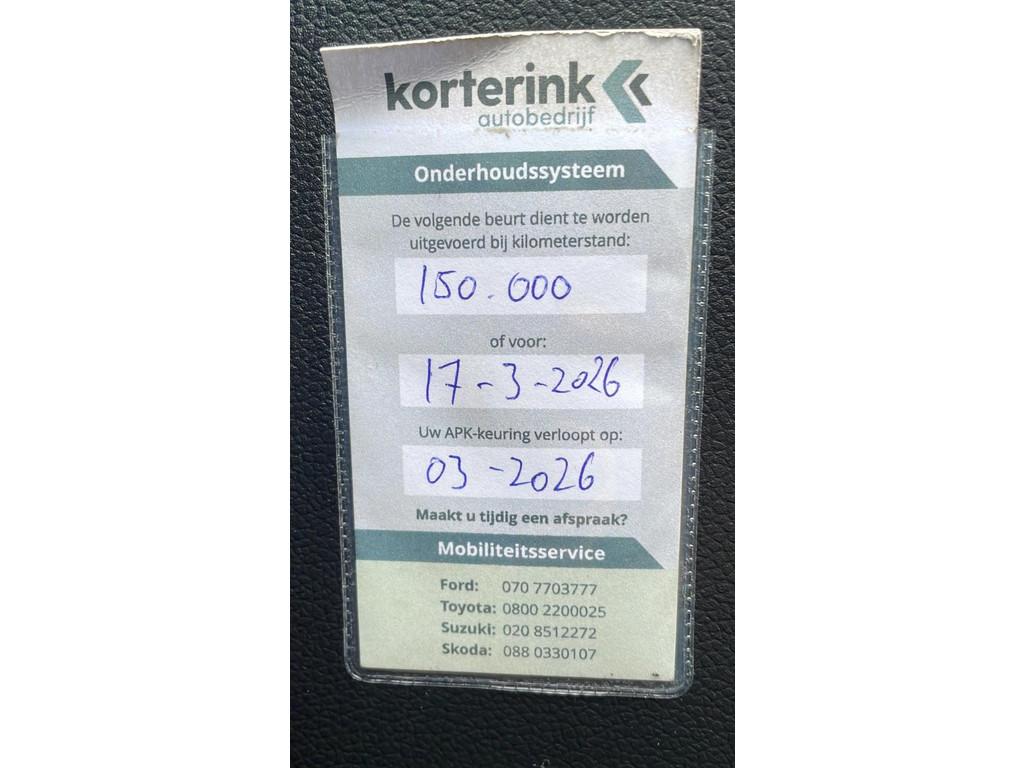 korterink
autobedrijf
Onderhoudssysteem
De volgende beurt dient te worden
uitgevoerd bij kilometerstand:
150.000
of voor:
17-3-2026
Uw APK-keuring verloopt op:
03-2026
Maakt u tijdig een afspraak?
Mobiliteitsservice
Ford: 070 7703777
Toyota: 0800 2200025
Suzuki: 020 8512272
Skoda: 088 0330107